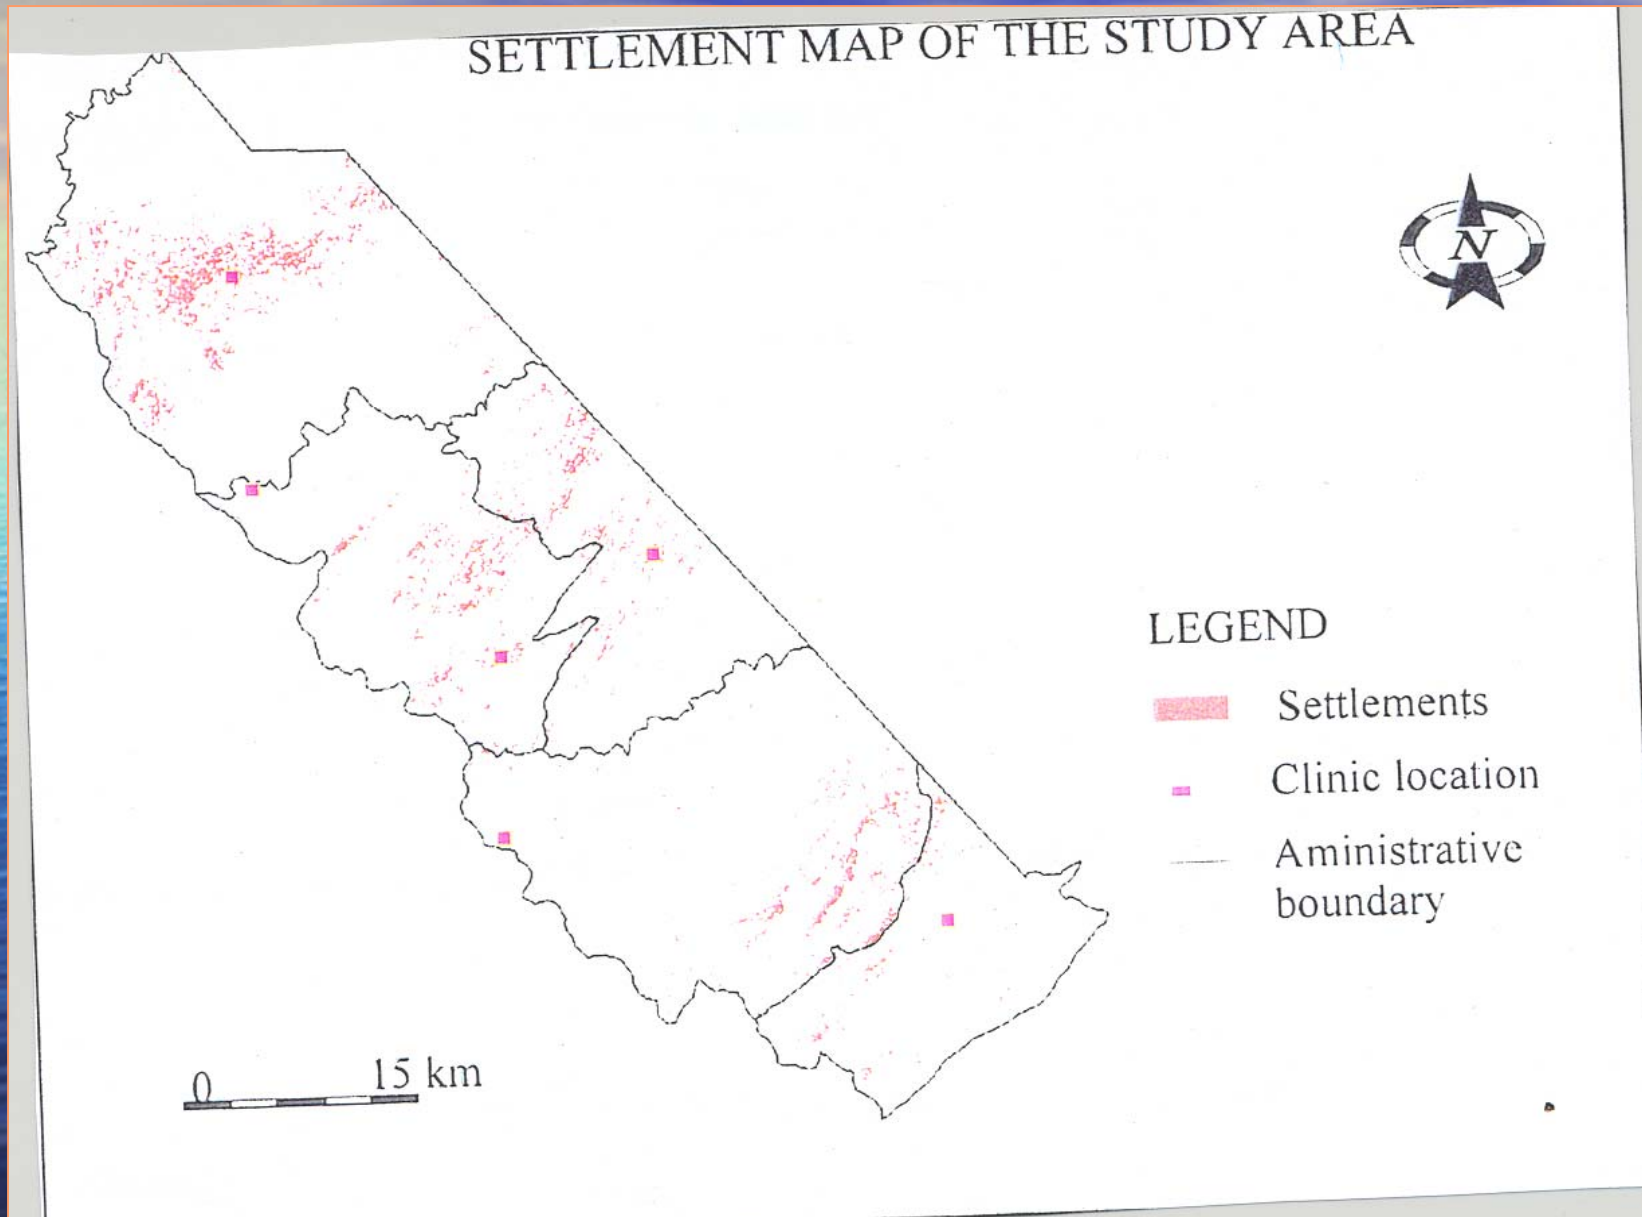 SETTLEMENT MAP OF THE STUDY AREA
N
LEGEND
Settlements
Clinic location
Aministrative
boundary
0 15 km